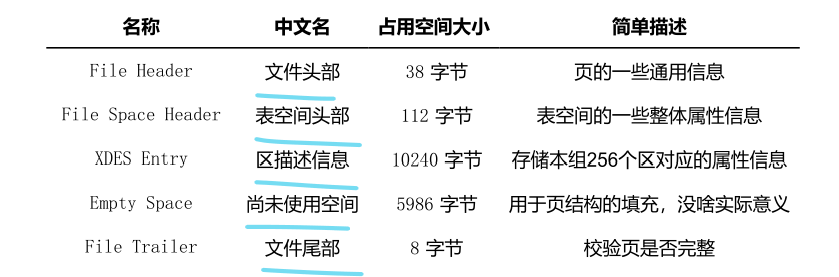 名称 中文名 占用空间大小 简单描述
File Header 文件头部 38 字节 页的一些通用信息
File Space Header 表空间头部 112 字节 表空间的一些整体属性信息
XDES Entry 区描述信息 10240 字节 存储本组256个区对应的属性信息
Empty Space 尚未使用空间 5986 字节 用于页结构的填充，没啥实际意义
File Trailer 文件尾部 8 字节 校验页是否完整